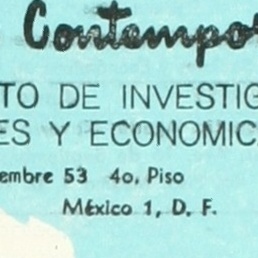 Contempo
TO DE INVESTIG
ES Y ECONOMIC
embre 53 4o, Piso
México 1, D. F.